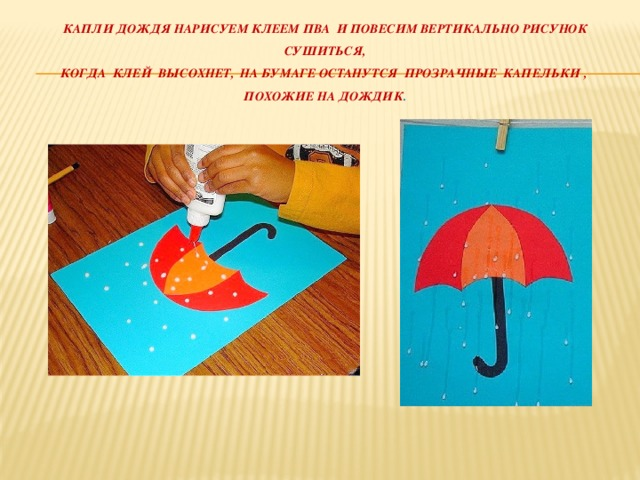 КАПЛИ ДОЖДЯ НАРИСУЕМ КЛЕЕМ ПВА И ПОВЕСИМ ВЕРТИКАЛЬНО РИСУНОК
СУШИТЬСЯ,
КОГДА КЛЕЙ ВЫСОХНЕТ, НА БУМАГЕ ОСТАНУТСЯ ПРОЗРАЧНЫЕ КАПЕЛЬКИ ,
ПОХОЖИЕ НА ДОЖДИК.